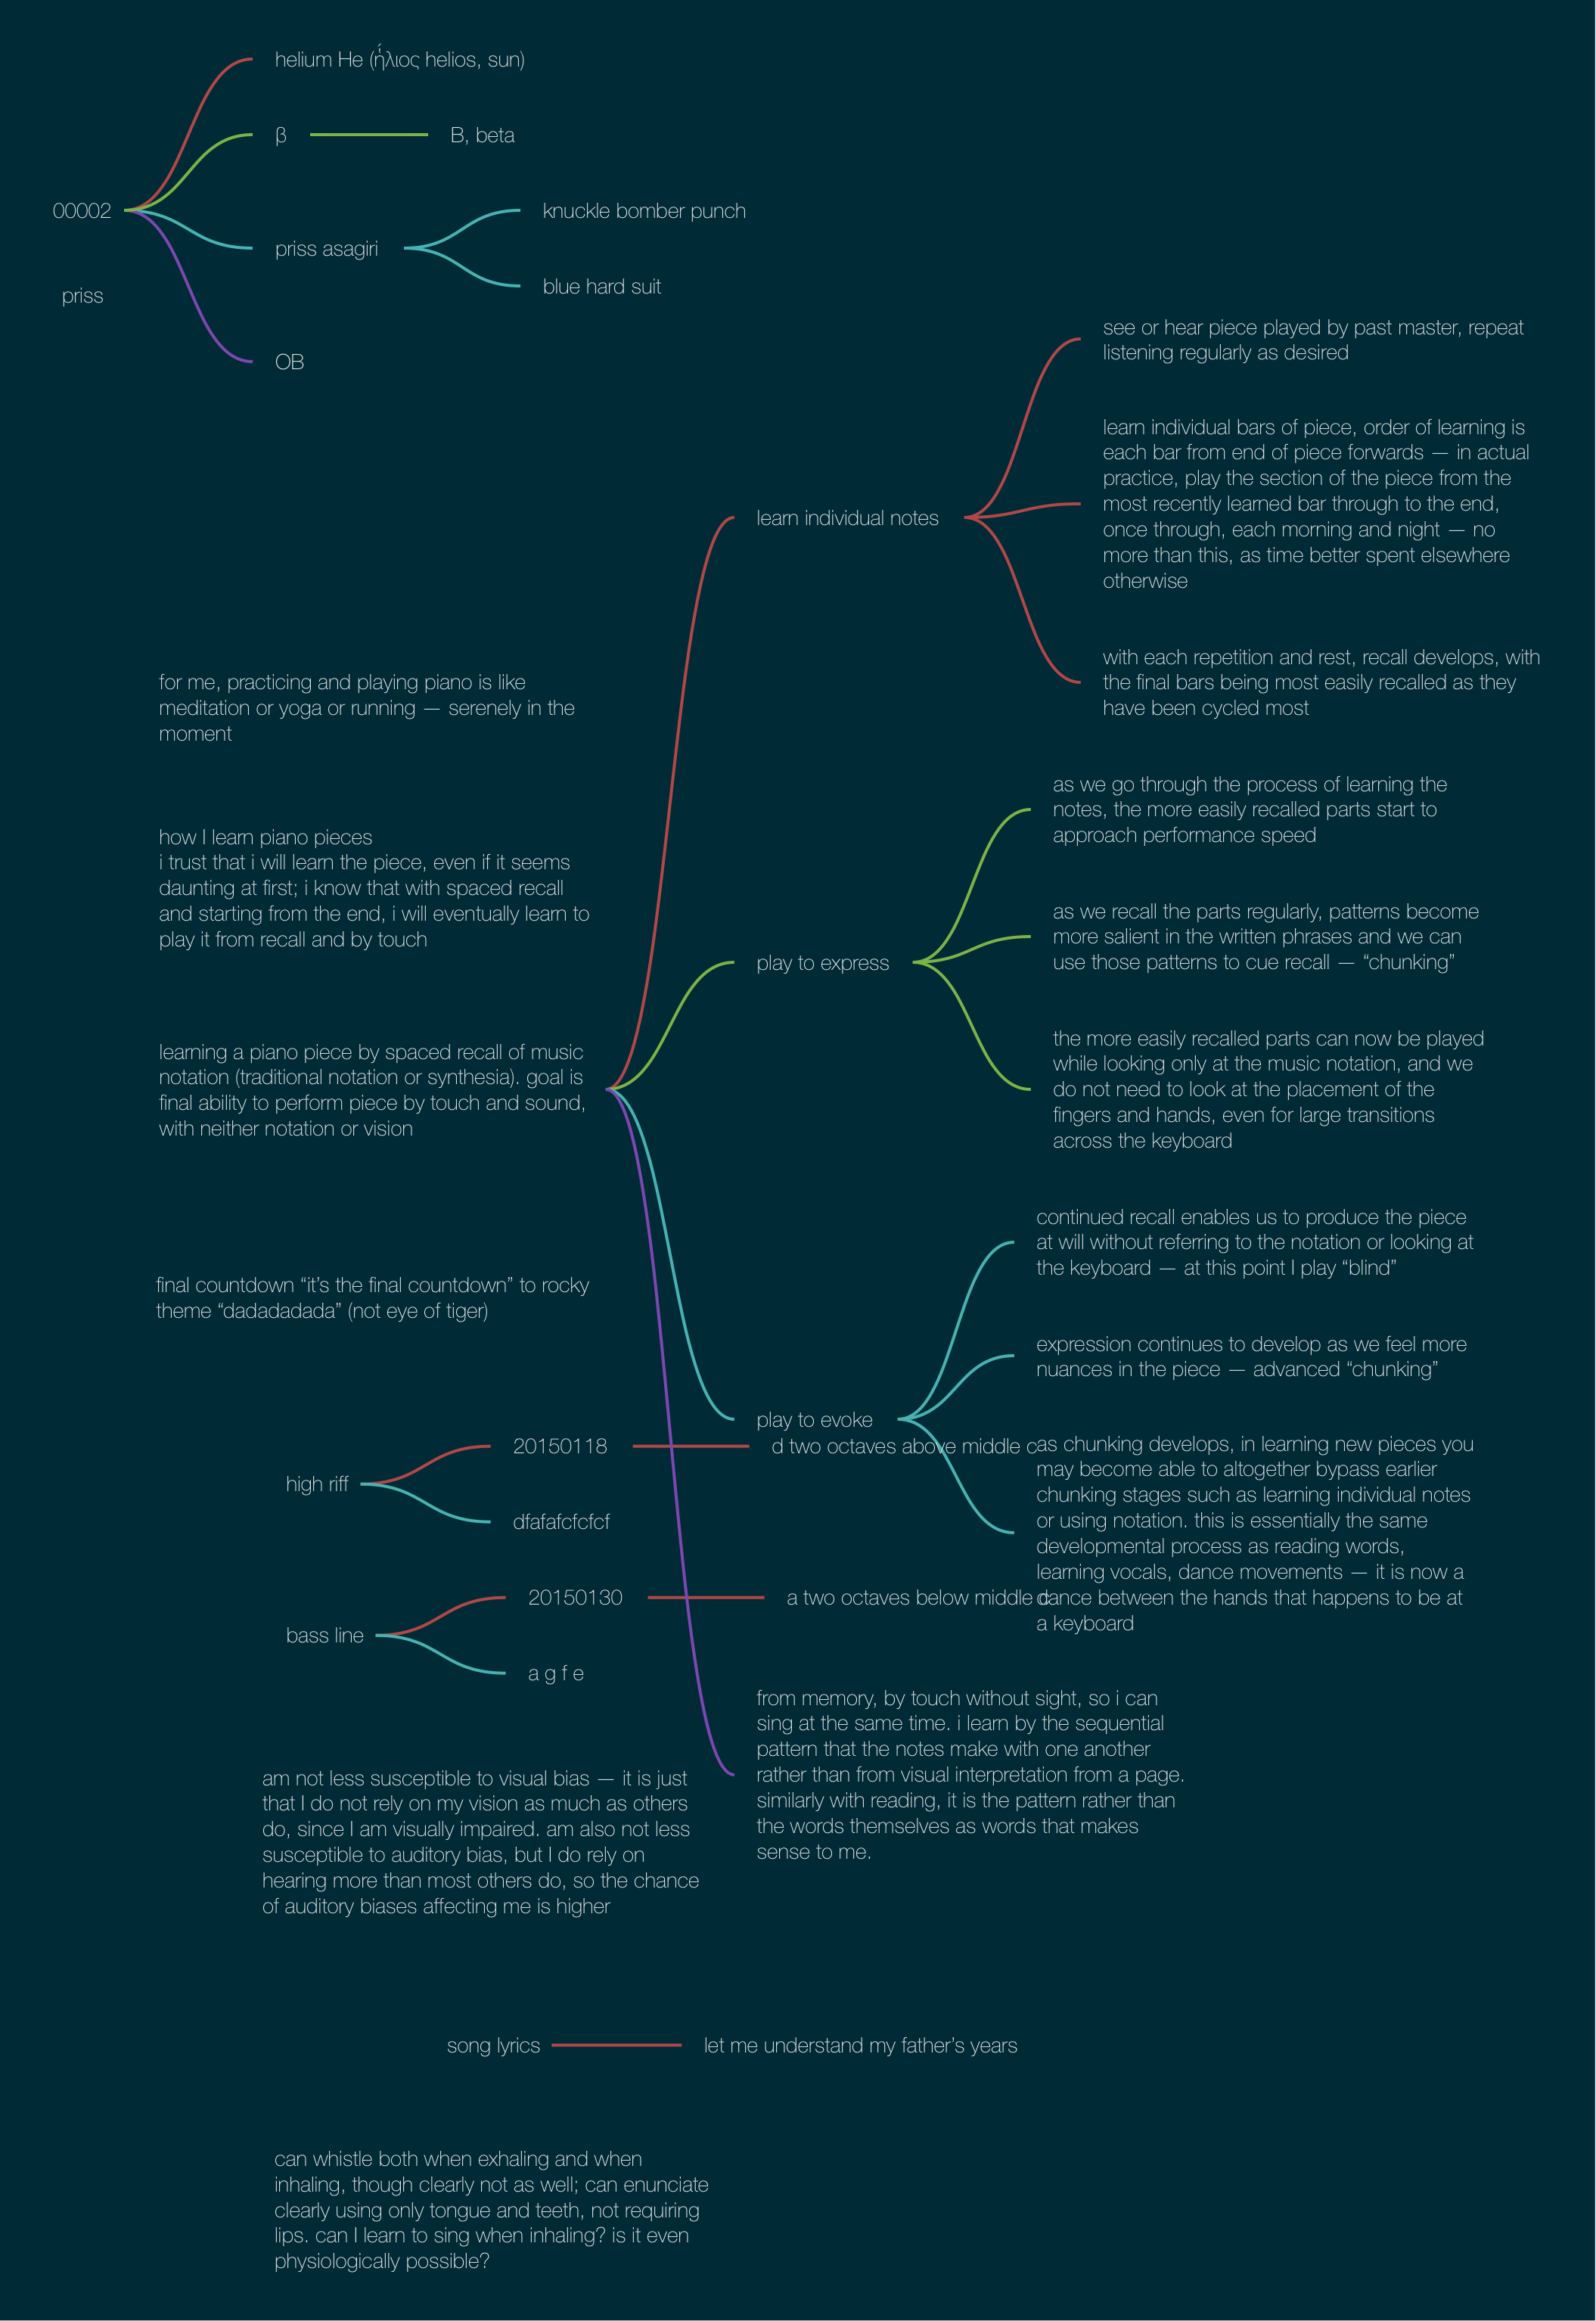 helium He (ἥλιος helios, sun)
β
B, beta
00002
priss asagiri
knuckle bomber punch
blue hard suit
priss
OB
learn individual notes
see or hear piece played by past master, repeat
listening regularly as desired
learn individual bars of piece, order of learning is
each bar from end of piece forwards — in actual
practice, play the section of the piece from the
most recently learned bar through to the end,
once through, each morning and night — no
more than this, as time better spent elsewhere
otherwise
with each repetition and rest, recall develops, with
the final bars being most easily recalled as they
have been cycled most
for me, practicing and playing piano is like
meditation or yoga or running — serenely in the
moment
how I learn piano pieces
i trust that i will learn the piece, even if it seems
daunting at first; i know that with spaced recall
and starting from the end, i will eventually learn to
play it from recall and by touch
learning a piano piece by spaced recall of music
notation (traditional notation or synthesia). goal is
final ability to perform piece by touch and sound,
with neither notation or vision
play to express
as we go through the process of learning the
notes, the more easily recalled parts start to
approach performance speed
as we recall the parts regularly, patterns become
more salient in the written phrases and we can
use those patterns to cue recall — “chunking”
the more easily recalled parts can now be played
while looking only at the music notation, and we
do not need to look at the placement of the
fingers and hands, even for large transitions
across the keyboard
play to evoke
continued recall enables us to produce the piece
at will without referring to the notation or looking at
the keyboard — at this point I play “blind”
expression continues to develop as we feel more
nuances in the piece — advanced “chunking”
as chunking develops, in learning new pieces you
may become able to altogether bypass earlier
chunking stages such as learning individual notes
or using notation. this is essentially the same
developmental process as reading words,
learning vocals, dance movements — it is now a
dance between the hands that happens to be at
a keyboard
final countdown “it’s the final countdown” to rocky
theme “dadadadada” (not eye of tiger)
high riff
20150118
d two octaves above middle c
dfafafcfcfcf
bass line
20150130
a two octaves below middle c
a g f e
from memory, by touch without sight, so i can
sing at the same time. i learn by the sequential
pattern that the notes make with one another
rather than from visual interpretation from a page.
similarly with reading, it is the pattern rather than
the words themselves as words that makes
sense to me.
am not less susceptible to visual bias — it is just
that I do not rely on my vision as much as others
do, since I am visually impaired. am also not less
susceptible to auditory bias, but I do rely on
hearing more than most others do, so the chance
of auditory biases affecting me is higher
song lyrics
let me understand my father’s years
can whistle both when exhaling and when
inhaling, though clearly not as well; can enunciate
clearly using only tongue and teeth, not requiring
lips. can I learn to sing when inhaling? is it even
physiologically possible?